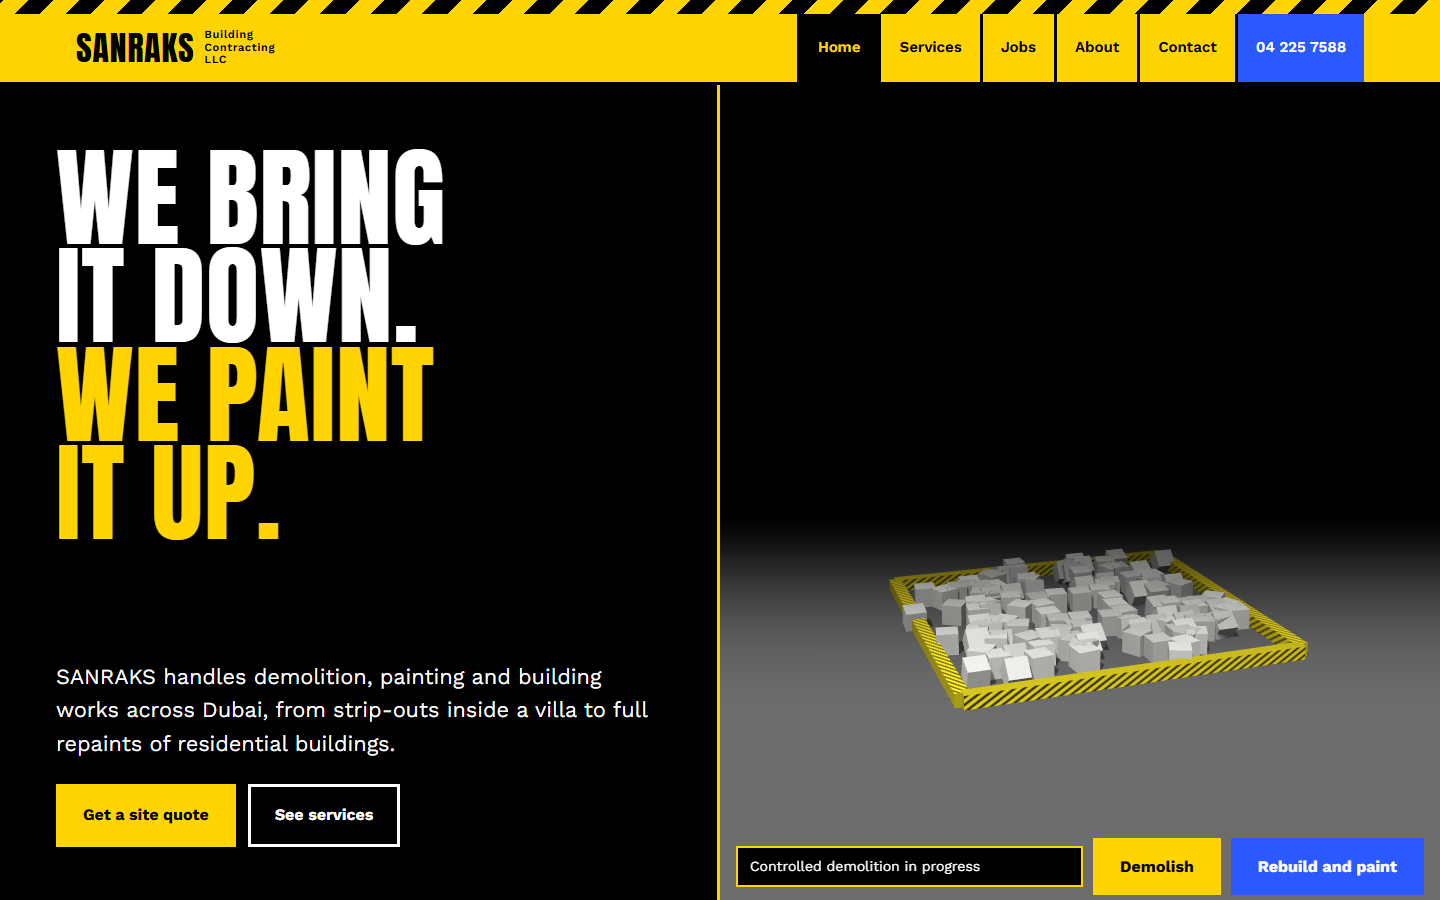 SANRAKS
Building
Contracting
LLC
Home
Services
Jobs
About
Contact
04 225 7588
WE BRING
IT DOWN.
WE PAINT
IT UP.
SANRAKS handles demolition, painting and building
works across Dubai, from strip-outs inside a villa to full
repaints of residential buildings.
Get a site quote
See services
Controlled demolition in progress
Demolish
Rebuild and paint